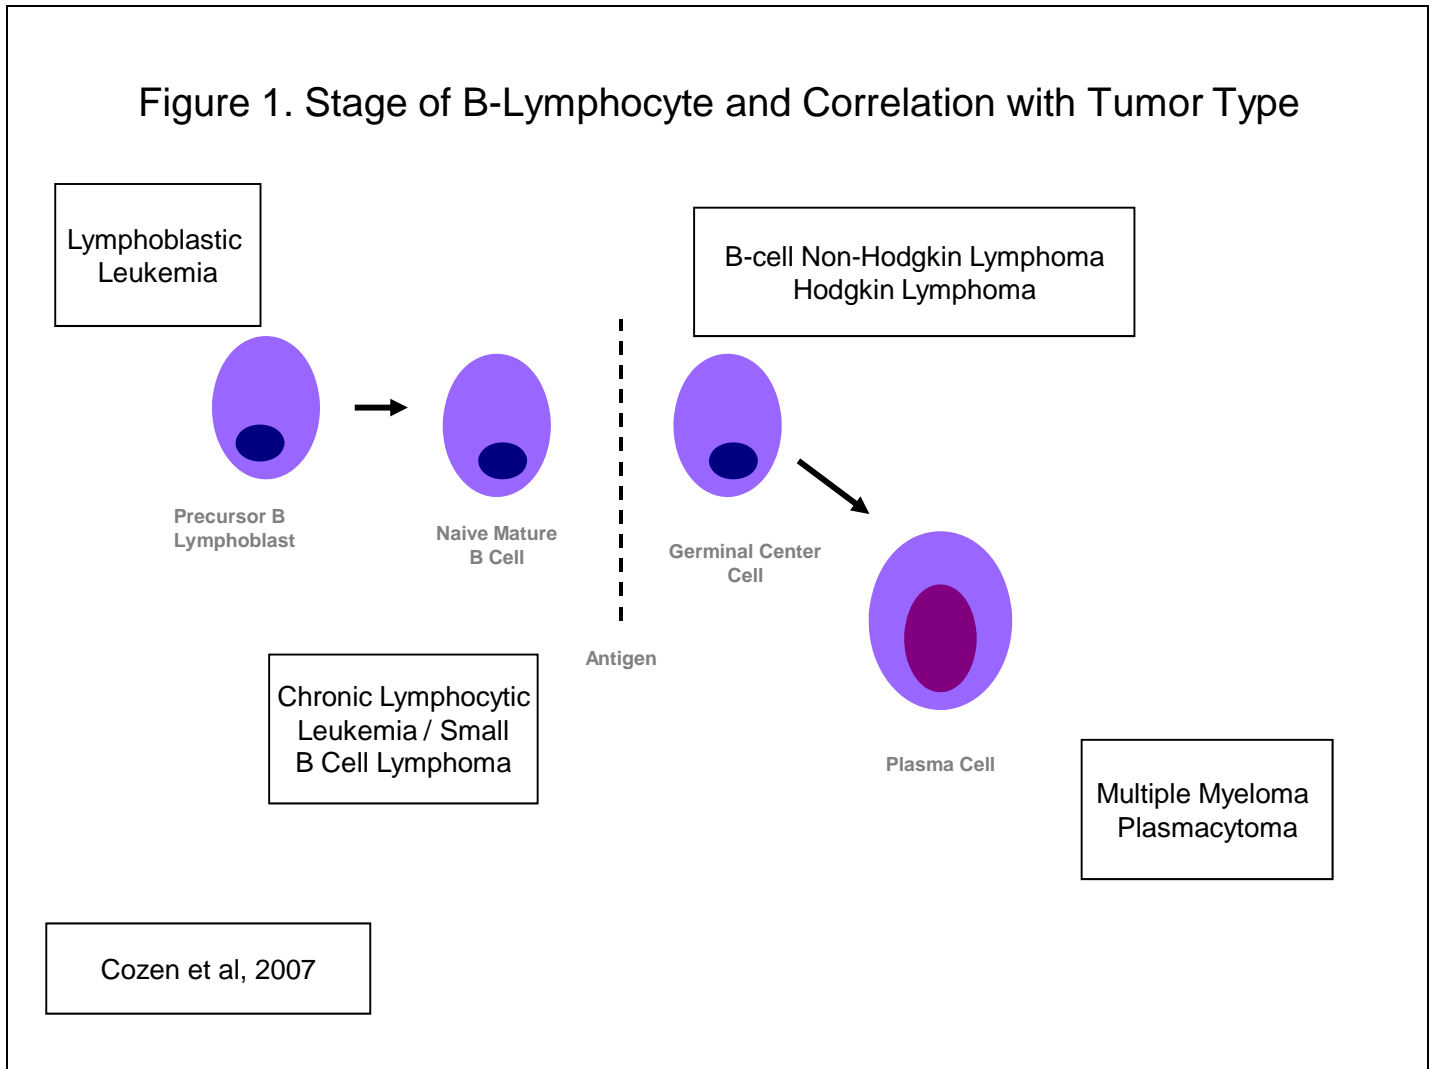 Figure 1. Stage of B-Lymphocyte and Correlation with Tumor Type
Lymphoblastic
Leukemia
B-cell Non-Hodgkin Lymphoma
Hodgkin Lymphoma
Precursor B
Lymphoblast
Naive Mature
B Cell
Germinal Center
Cell
Antigen
Chronic Lymphocytic
Leukemia / Small
B Cell Lymphoma
Plasma Cell
Multiple Myeloma
Plasmacytoma
Cozen et al, 2007